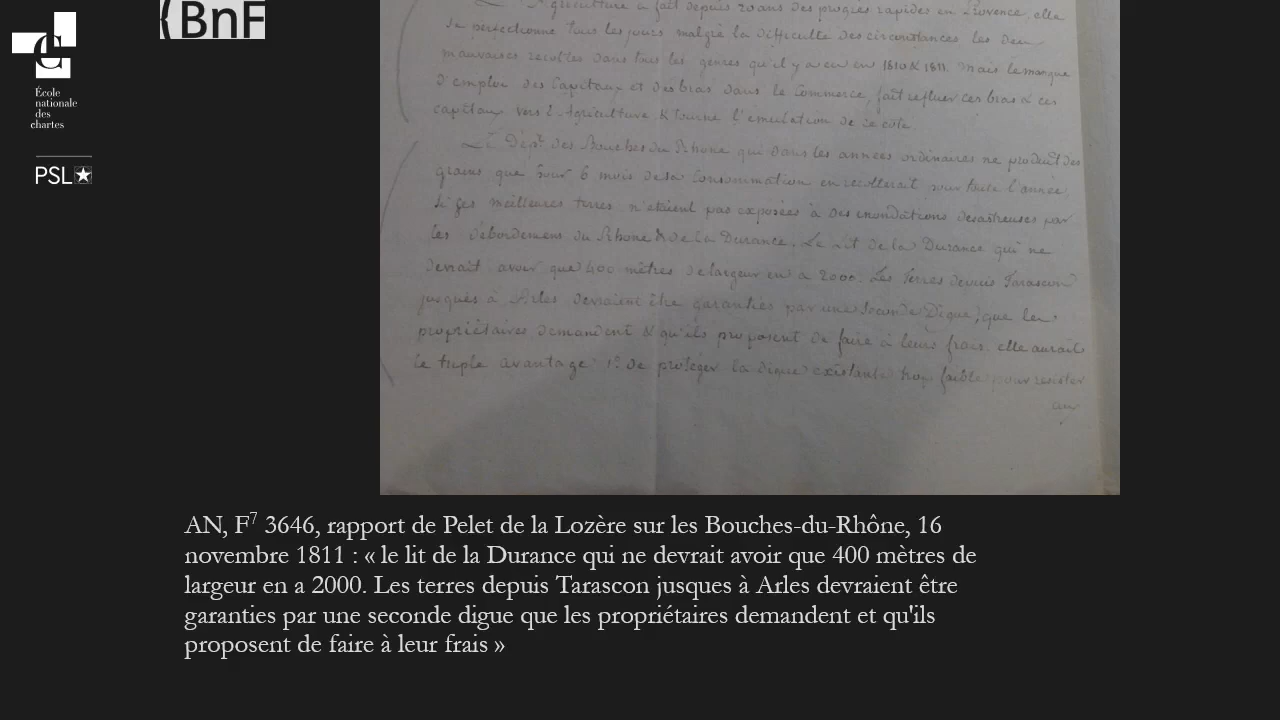 BnF
École
nationale
des
chartes
PSL
L'Agriculture a fait depuis 20 ans des progrès rapides en Provence, elle
se perfectionne tous les jours malgré la difficulté des circonstances les deux
mauvaises recoltes dans tous les genres qu'il y a eu en 1810 & 1811. Mais le manque
d'emploi des Capitaux et des bras dans le Commerce, fait refluer ces bras & ces
capitaux vers l'Agriculture & tourne l'emulation de ce coté.
Le Dépt. des Bouches du Rhone qui dans les années ordinaires ne produit des
grains que pour 6 mois de sa Consommation en recolterait pour toute l'année,
Si ses meilleures terres n'étaient pas exposées à des inondations desastreuses par
les débordemens du Rhone & de la Durance. Le Lit de la Durance qui ne
devrait avoir que 400 mètres de largeur en a 2000. Les Terres depuis Tarascon
jusques à Arles devraient être garanties par une Seconde Digue, que les
propriétaires demandent & qu'ils proposent de faire à leurs frais. elle aurait
le triple avantage 1.° de protéger la digue existante trop faible pour resister
aux
AN, F7 3646, rapport de Pelet de la Lozère sur les Bouches-du-Rhône, 16
novembre 1811 : « le lit de la Durance qui ne devrait avoir que 400 mètres de
largeur en a 2000. Les terres depuis Tarascon jusques à Arles devraient être
garanties par une seconde digue que les propriétaires demandent et qu'ils
proposent de faire à leur frais »